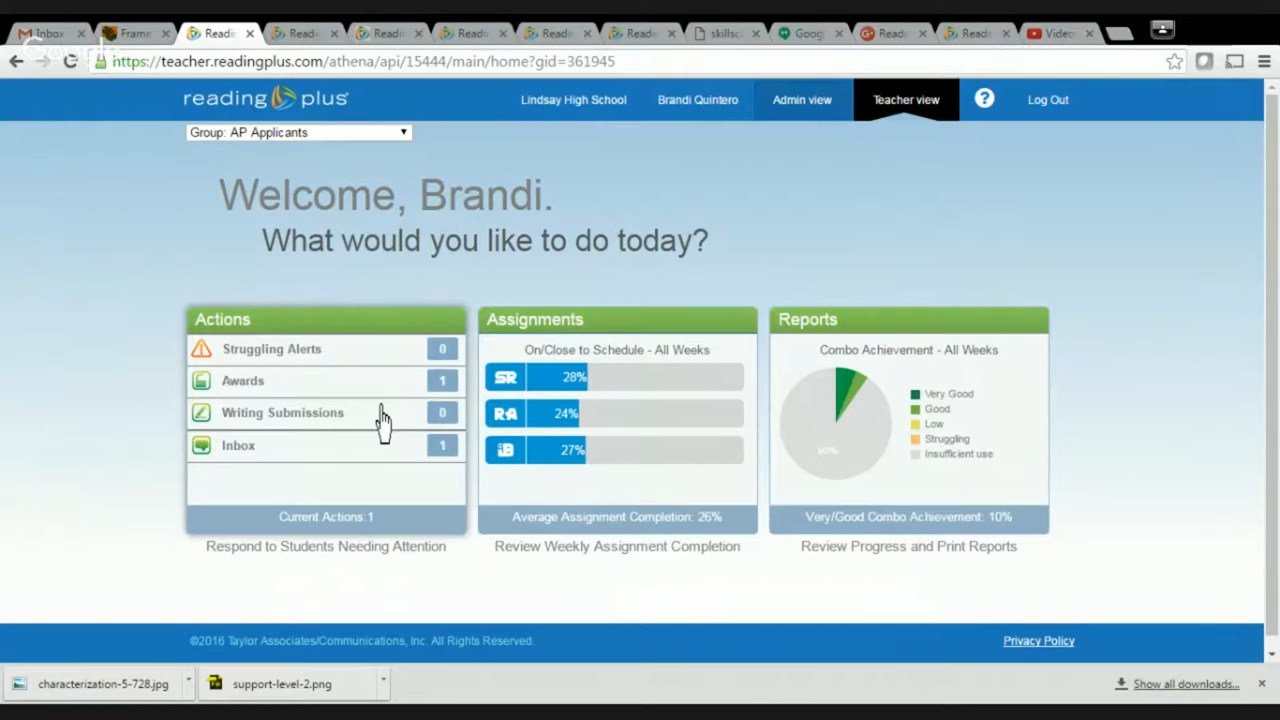 Inbox
Frame
Readin
Readi
Readi
Readi
Readin
Readi
skillsc
Goog
Readi
Readi
Video
https://teacher.readingplus.com/athena/api/15444/main/home?gid=361945
reading plus®
Lindsay High School
Brandi Quintero
Admin view
Teacher view
?
Log Out
Group: AP Applicants
Welcome, Brandi.
What would you like to do today?
Actions
Struggling Alerts 0
Awards 1
Writing Submissions 0
Inbox 1
Current Actions:1
Respond to Students Needing Attention
Assignments
On/Close to Schedule - All Weeks
SR 28%
RA 24%
iB 27%
Average Assignment Completion: 26%
Review Weekly Assignment Completion
Reports
Combo Achievement - All Weeks
Very Good
Good
Low
Struggling
Insufficient use
Very/Good Combo Achievement: 10%
Review Progress and Print Reports
©2016 Taylor Associates/Communications, Inc. All Rights Reserved.
Privacy Policy
characterization-5-728.jpg
support-level-2.png
Show all downloads...